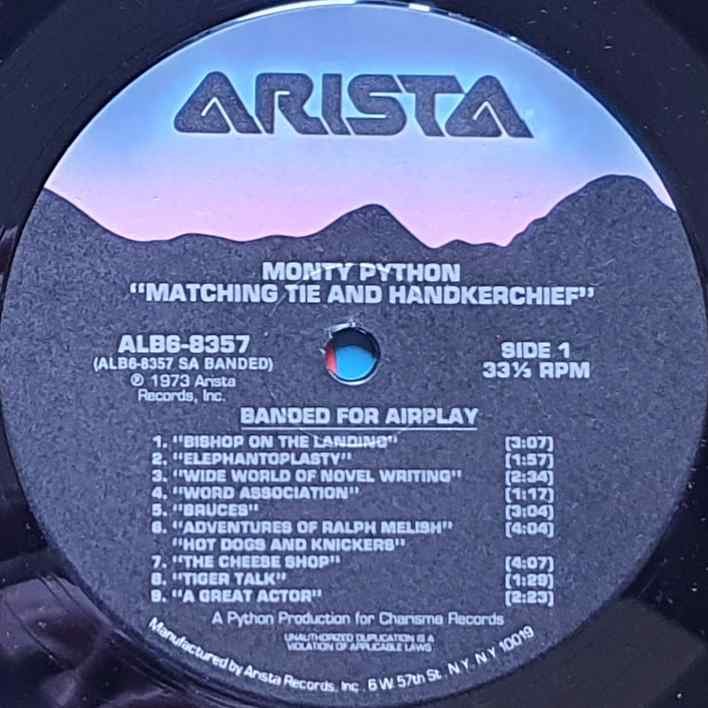 ARISTA
MONTY PYTHON
"MATCHING TIE AND HANDKERCHIEF"
ALB6-8357
(ALB6-8357 SA BANDED)
℗ 1973 Arista
Records, Inc.
SIDE 1
33⅓ RPM
BANDED FOR AIRPLAY
1. "BISHOP ON THE LANDING" [3:07]
2. "ELEPHANTOPLASTY" [1:57]
3. "WIDE WORLD OF NOVEL WRITING" [2:34]
4. "WORD ASSOCIATION" [1:17]
5. "BRUCES" [3:04]
6. "ADVENTURES OF RALPH MELISH" [4:04]
"HOT DOGS AND KNICKERS"
7. "THE CHEESE SHOP" [4:07]
8. "TIGER TALK" [1:29]
9. "A GREAT ACTOR" [2:23]
A Python Production for Charisma Records
UNAUTHORIZED DUPLICATION IS A
VIOLATION OF APPLICABLE LAWS
Manufactured by Arista Records, Inc., 6 W. 57th St., N.Y., N.Y. 10019